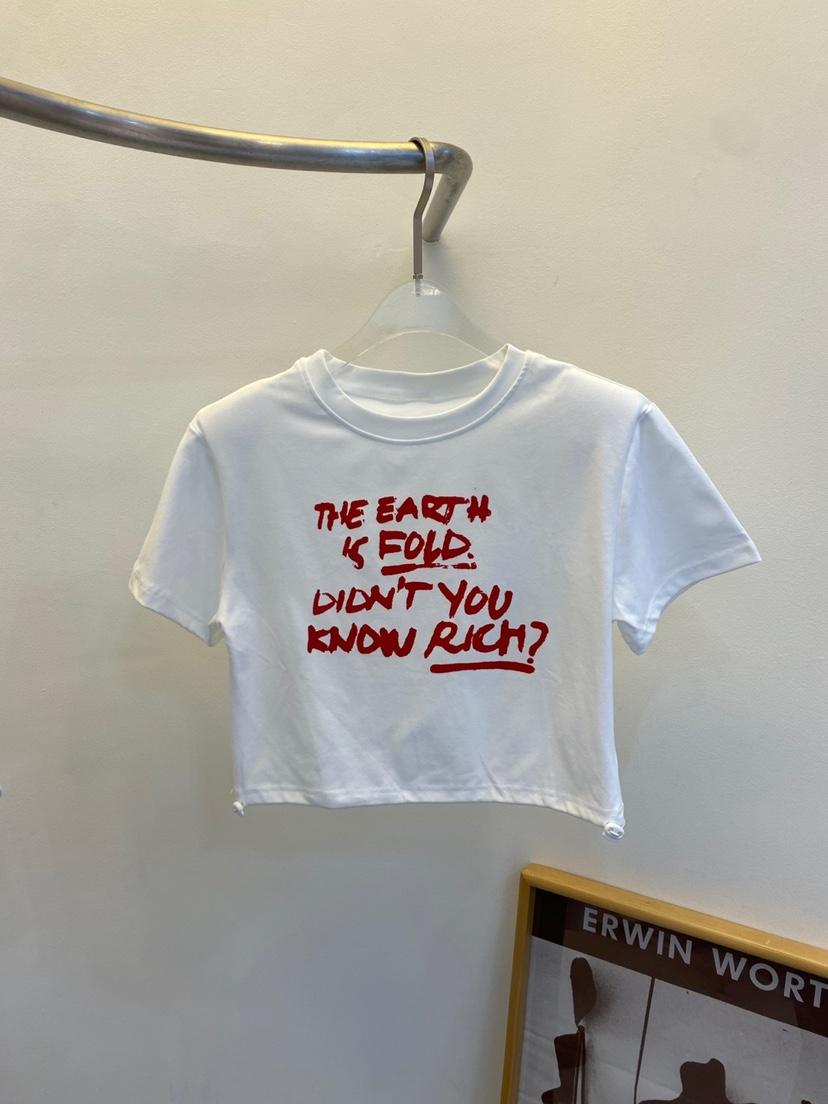 THE EARTH
IS FOLD.
DIDN'T YOU
KNOW RICH?
ERWIN WORT